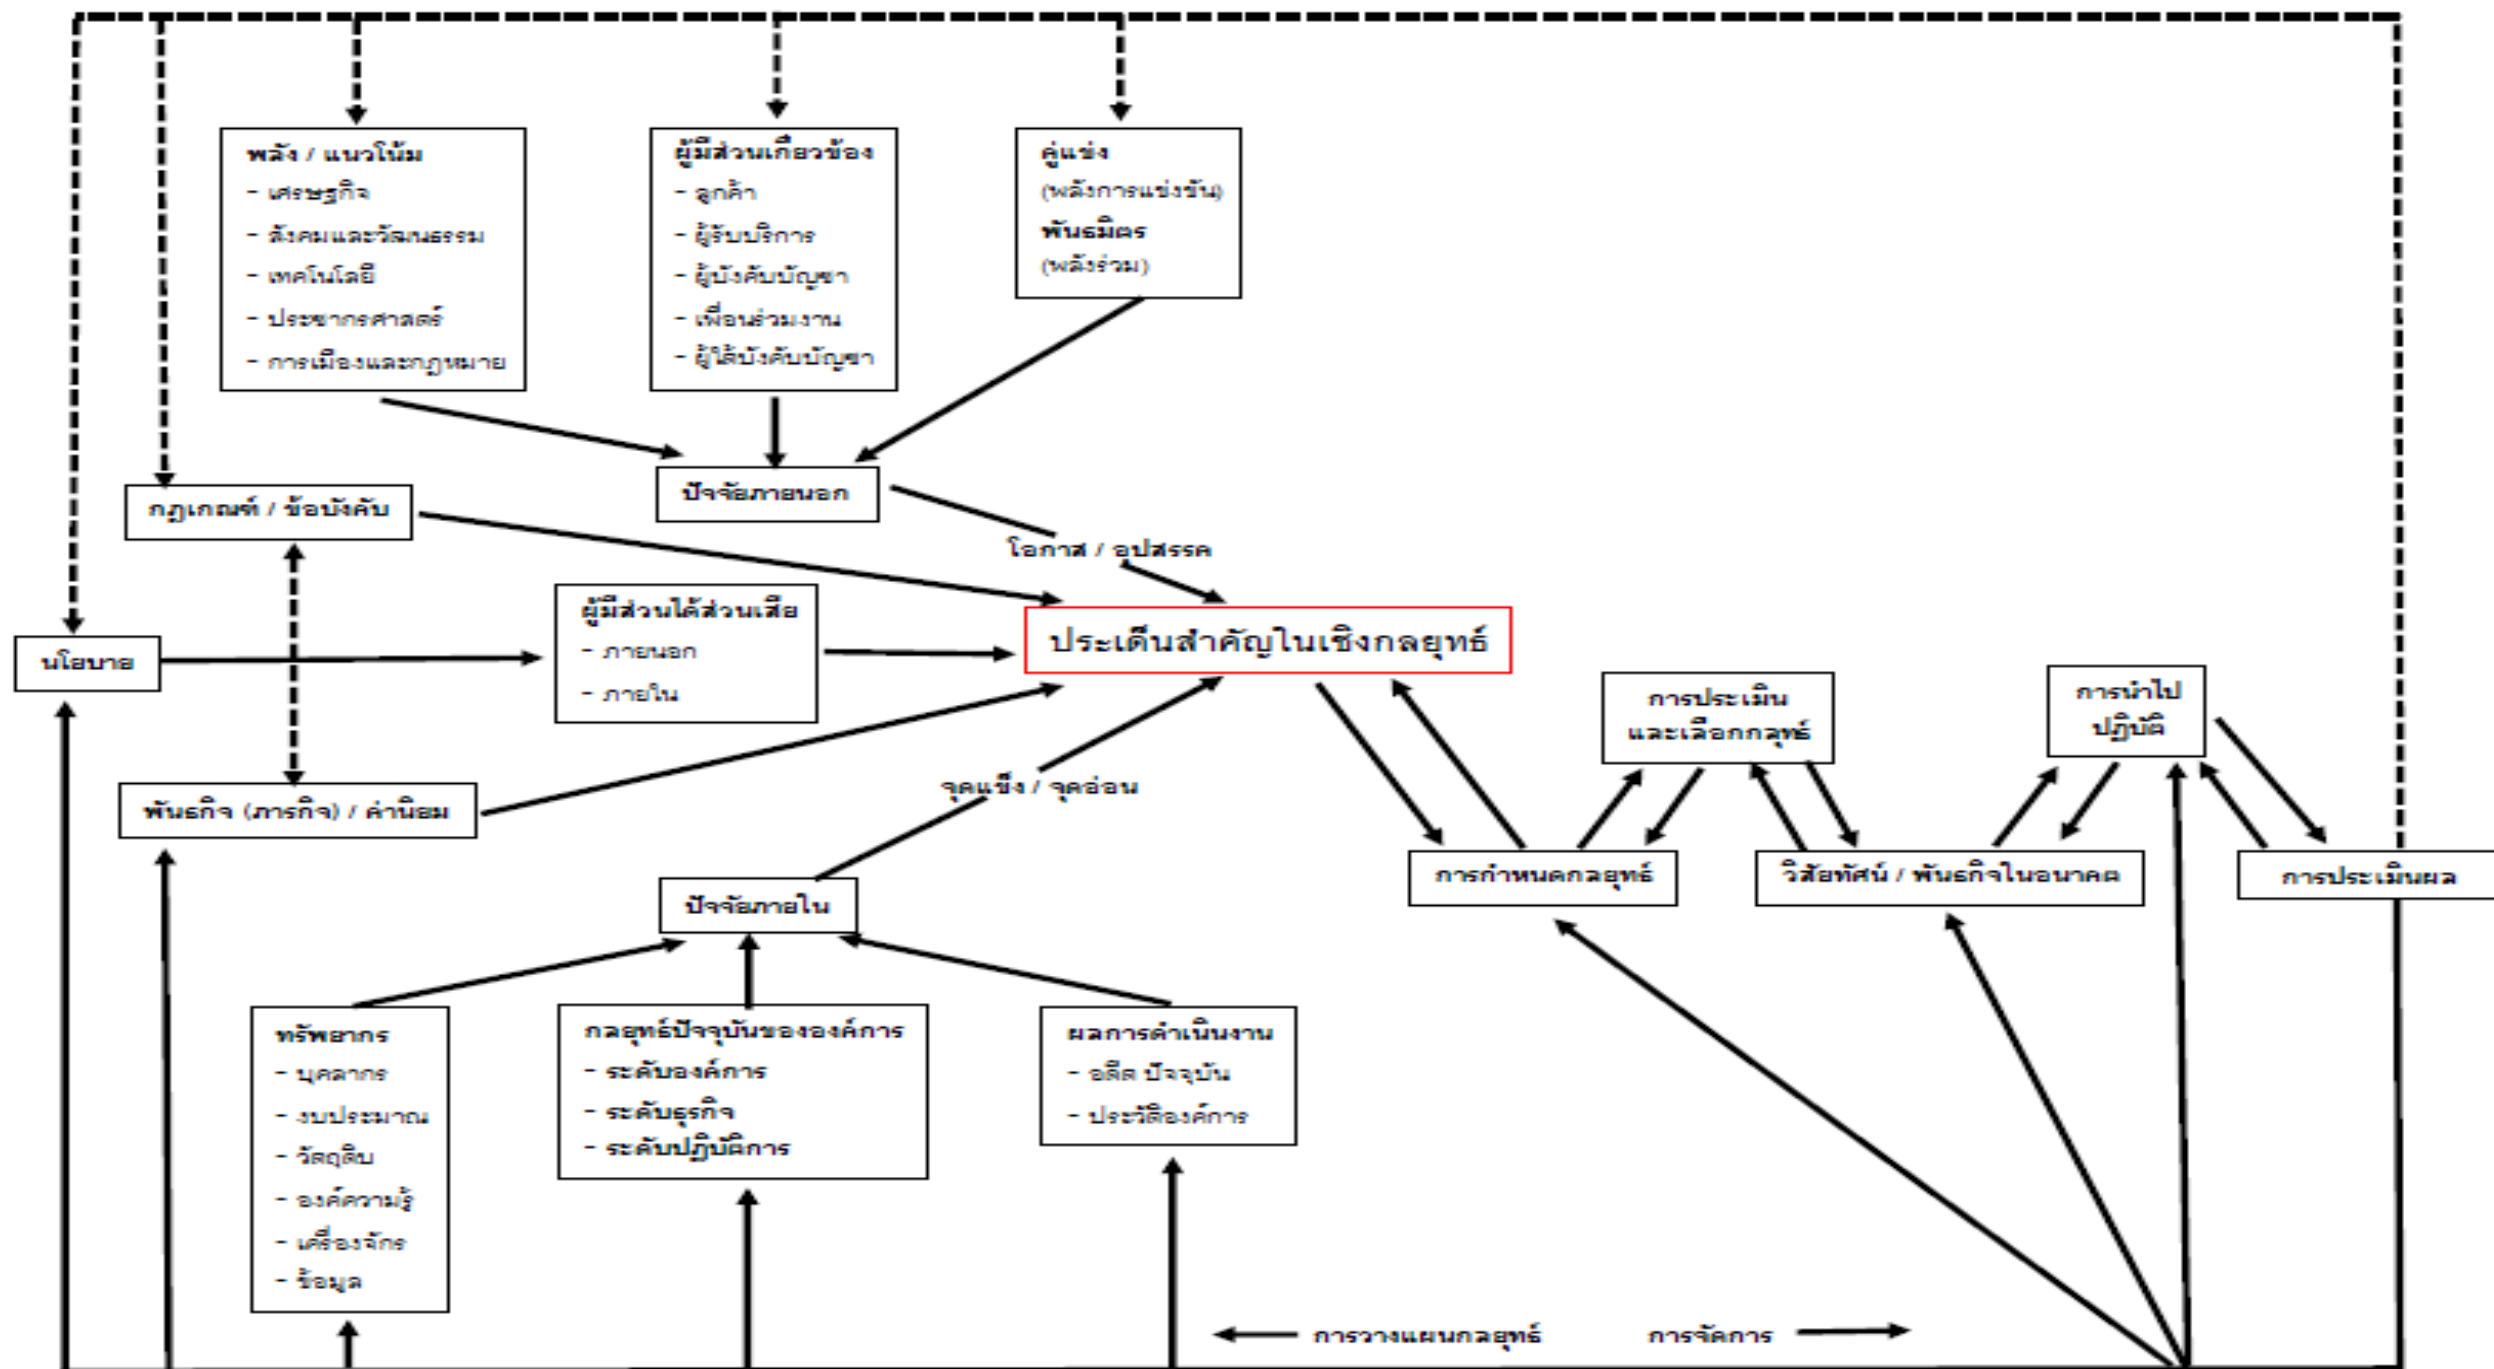 พลัง / แนวโน้ม
- เศรษฐกิจ
- สังคมและวัฒนธรรม
- เทคโนโลยี
- ประชากรศาสตร์
- การเมืองและกฎหมาย
ผู้มีส่วนเกี่ยวข้อง
- ลูกค้า
- ผู้รับบริการ
- ผู้บังคับบัญชา
- เพื่อนร่วมงาน
- ผู้ใต้บังคับบัญชา
คู่แข่ง
(พลังการแข่งขัน)
พันธมิตร
(พลังร่วม)
ปัจจัยภายนอก
กฎเกณฑ์ / ข้อบังคับ
โอกาส / อุปสรรค
ผู้มีส่วนได้ส่วนเสีย
- ภายนอก
- ภายใน
ประเด็นสำคัญในเชิงกลยุทธ์
นโยบาย
การประเมิน
และเลือกกลุทธ์
การนำไป
ปฏิบัติ
จุดแข็ง / จุดอ่อน
พันธกิจ (ภารกิจ) / ค่านิยม
การกำหนดกลยุทธ์
วิสัยทัศน์ / พันธกิจในอนาคต
การประเมินผล
ปัจจัยภายใน
ทรัพยากร
- บุคลากร
- งบประมาณ
- วัตถุดิบ
- องค์ความรู้
- เครื่องจักร
- ข้อมูล
กลยุทธ์ปัจจุบันขององค์การ
- ระดับองค์การ
- ระดับธุรกิจ
- ระดับปฏิบัติการ
ผลการดำเนินงาน
- อดีต ปัจจุบัน
- ประวัติองค์การ
การวางแผนกลยุทธ์
การจัดการ